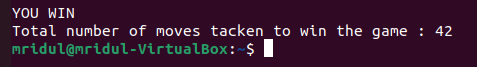 YOU WIN
Total number of moves tacken to win the game : 42
mridul@mridul-VirtualBox:~$